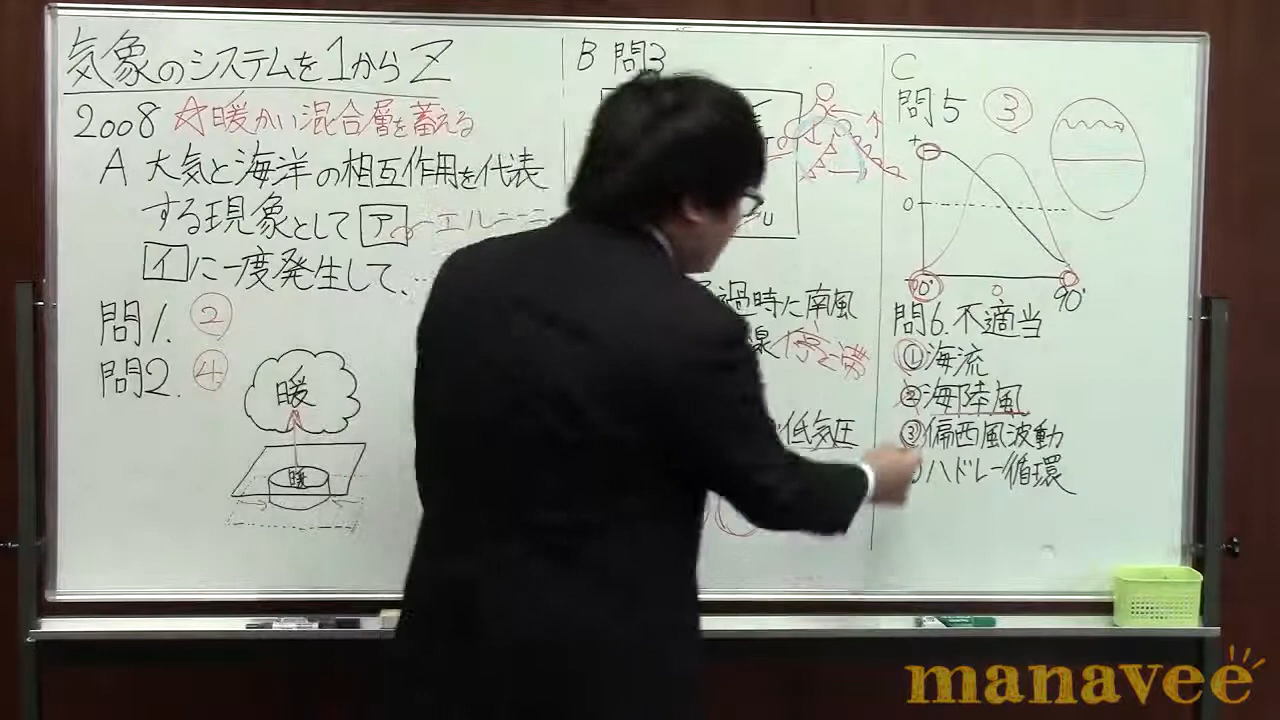 気象のシステムを1からZ
2008 ☆暖かい混合層を蓄える
A 大気と海洋の相互作用を代表
する現象として ア エルニーニ
イ に一度発生して、…
問1. ②
問2. ④
暖
暖
B 問3
過時に南風
線 停滞
低気圧
C
問5 ③
+
0
90°
問6. 不適当
①海流
②海陸風
③偏西風波動
ハドレー循環
manavee